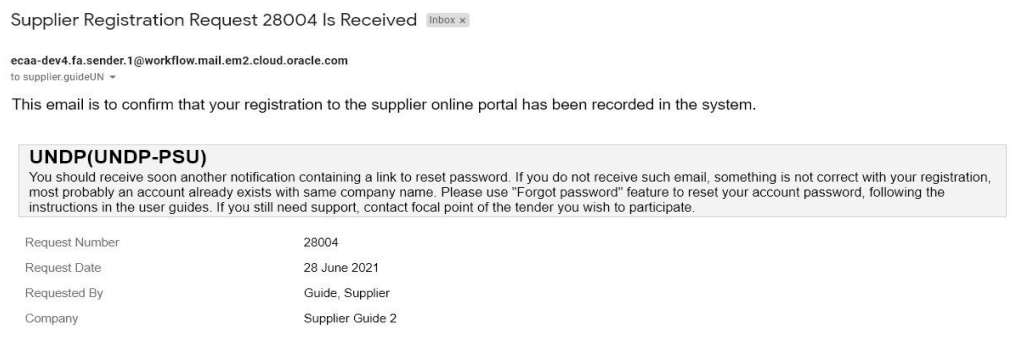 Supplier Registration Request 28004 Is Received Inbox x
ecaa-dev4.fa.sender.1@workflow.mail.em2.cloud.oracle.com
to supplier.guideUN
This email is to confirm that your registration to the supplier online portal has been recorded in the system.
UNDP(UNDP-PSU)
You should receive soon another notification containing a link to reset password. If you do not receive such email, something is not correct with your registration,
most probably an account already exists with same company name. Please use "Forgot password" feature to reset your account password, following the
instructions in the user guides. If you still need support, contact focal point of the tender you wish to participate.
Request Number 28004
Request Date 28 June 2021
Requested By Guide, Supplier
Company Supplier Guide 2